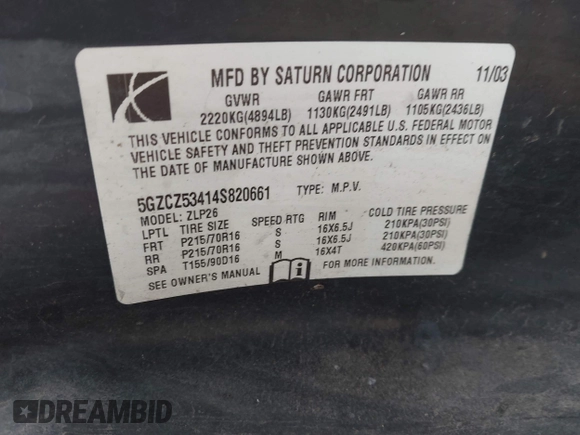 MFD BY SATURN CORPORATION 11/03
GVWR GAWR FRT GAWR RR
2220KG(4894LB) 1130KG(2491LB) 1105KG(2436LB)
THIS VEHICLE CONFORMS TO ALL APPLICABLE U.S. FEDERAL MOTOR
VEHICLE SAFETY AND THEFT PREVENTION STANDARDS IN EFFECT ON
THE DATE OF MANUFACTURE SHOWN ABOVE.
5GZCZ53414S820661 TYPE: M.P.V.
MODEL: ZLP26
LPTL TIRE SIZE SPEED RTG RIM COLD TIRE PRESSURE
FRT P215/70R16 S 16X6.5J 210KPA(30PSI)
RR P215/70R16 S 16X6.5J 210KPA(30PSI)
SPA T155/90D16 M 16X4T 420KPA(60PSI)
SEE OWNER'S MANUAL
DREAMBID